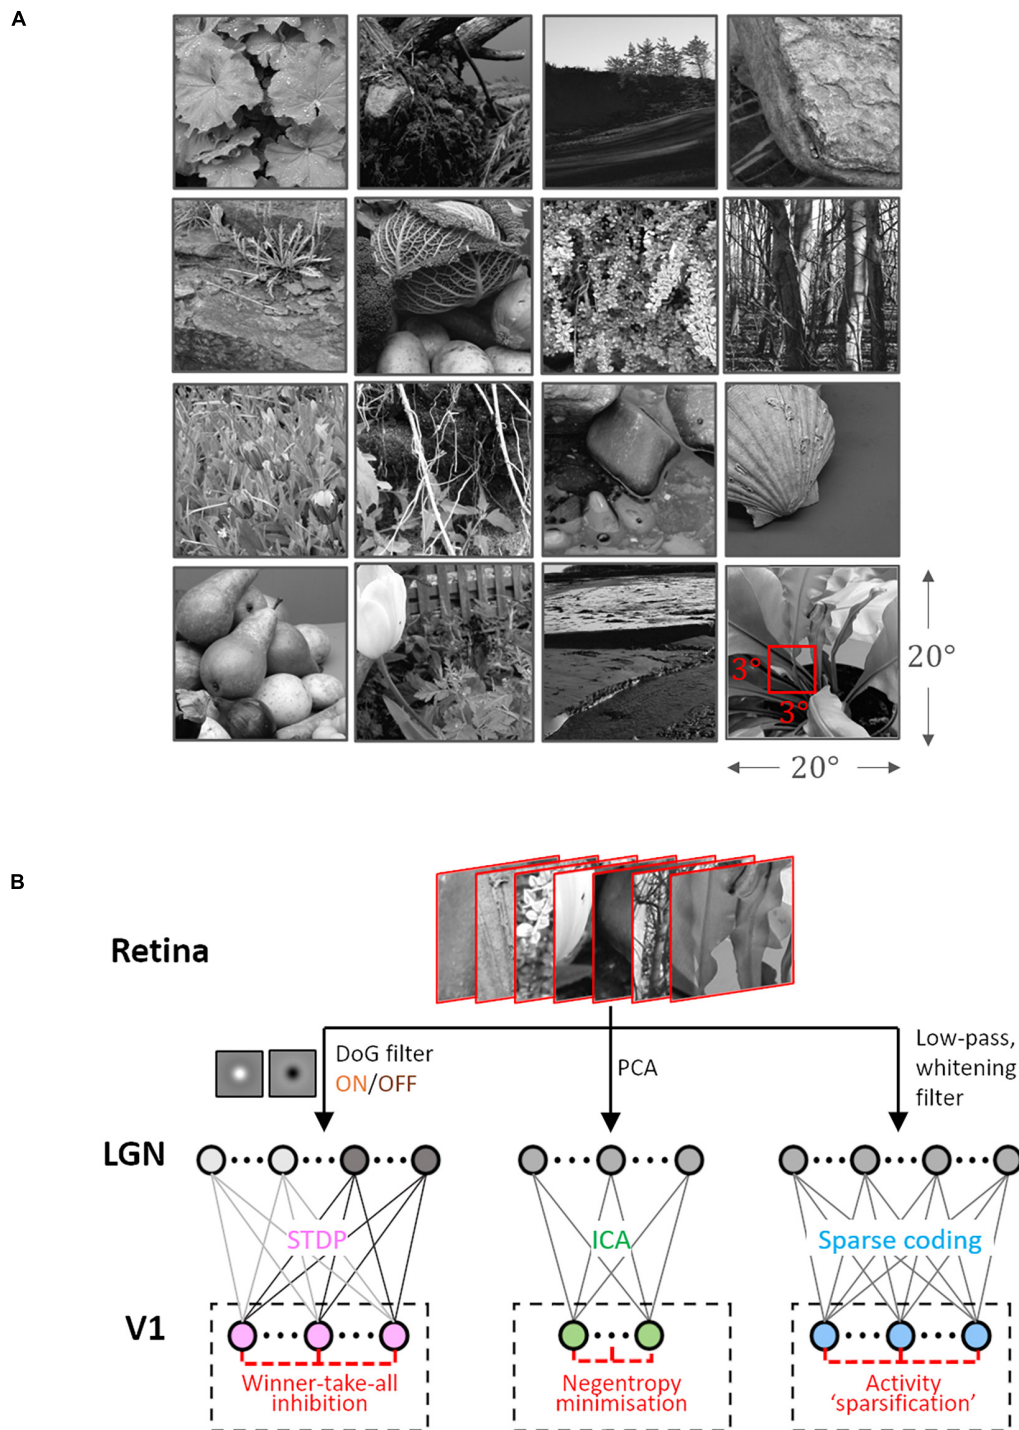 A
3°
3°
20°
20°
B
Retina
DoG filter
ON/OFF
PCA
Low-pass,
whitening
filter
LGN
STDP
ICA
Sparse coding
V1
Winner-take-all
inhibition
Negentropy
minimisation
Activity
‘sparsification’